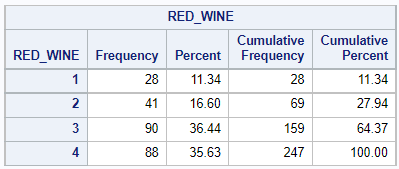 RED_WINE
RED_WINE Frequency Percent Cumulative Frequency Cumulative Percent
1 28 11.34 28 11.34
2 41 16.60 69 27.94
3 90 36.44 159 64.37
4 88 35.63 247 100.00